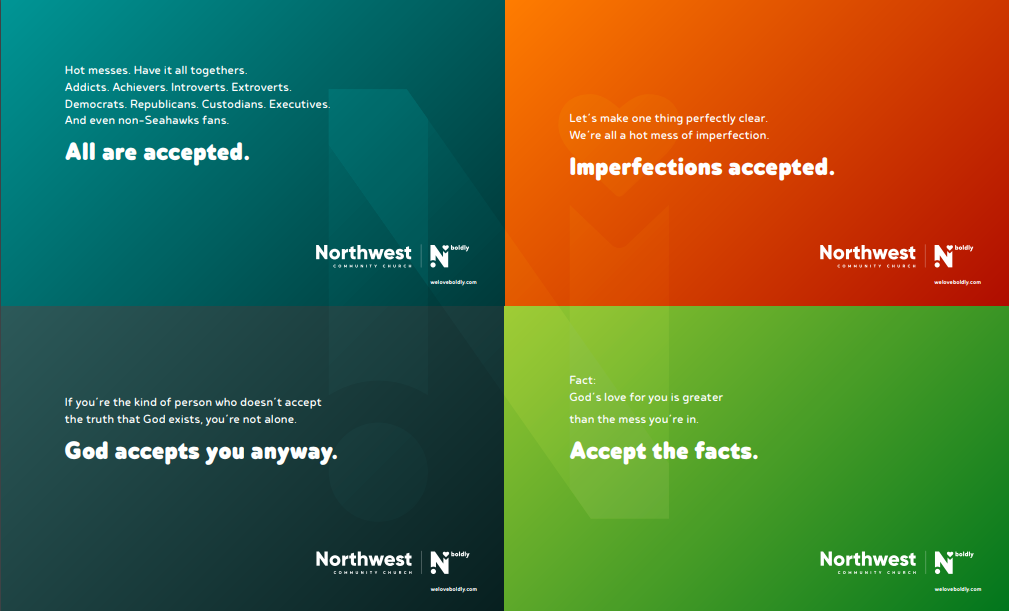 Hot messes. Have it all togethers.
Addicts. Achievers. Introverts. Extroverts.
Democrats. Republicans. Custodians. Executives.
And even non-Seahawks fans.
All are accepted.
Northwest
COMMUNITY CHURCH
N boldly
weloveboldly.com
Let´s make one thing perfectly clear.
We´re all a hot mess of imperfection.
Imperfections accepted.
Northwest
COMMUNITY CHURCH
N boldly
weloveboldly.com
If you´re the kind of person who doesn´t accept
the truth that God exists, you´re not alone.
God accepts you anyway.
Northwest
COMMUNITY CHURCH
N boldly
weloveboldly.com
Fact:
God´s love for you is greater
than the mess you´re in.
Accept the facts.
Northwest
COMMUNITY CHURCH
N boldly
weloveboldly.com